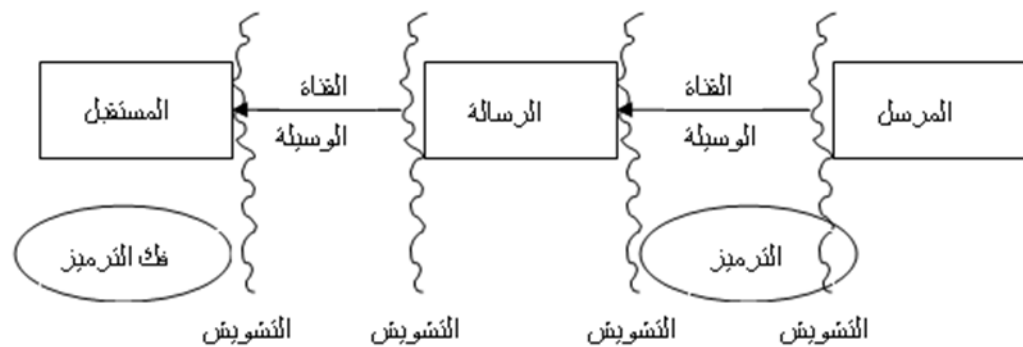 المرسل
القناة
الوسيلة
الرسالة
القناة
الوسيلة
المستقبل
الترميز
فك الترميز
التشويش
التشويش
التشويش
التشويش